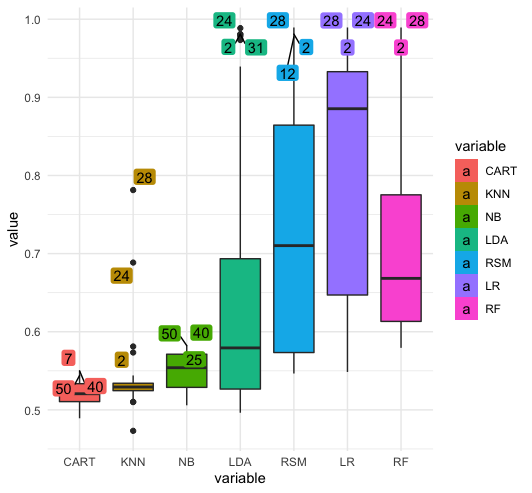 1.0
0.9
0.8
0.7
0.6
0.5
value
24
28
28
24
24
28
2
31
2
2
2
12
28
24
7
50
40
2
50
40
25
CART
KNN
NB
LDA
RSM
LR
RF
variable
variable
a CART
a KNN
a NB
a LDA
a RSM
a LR
a RF